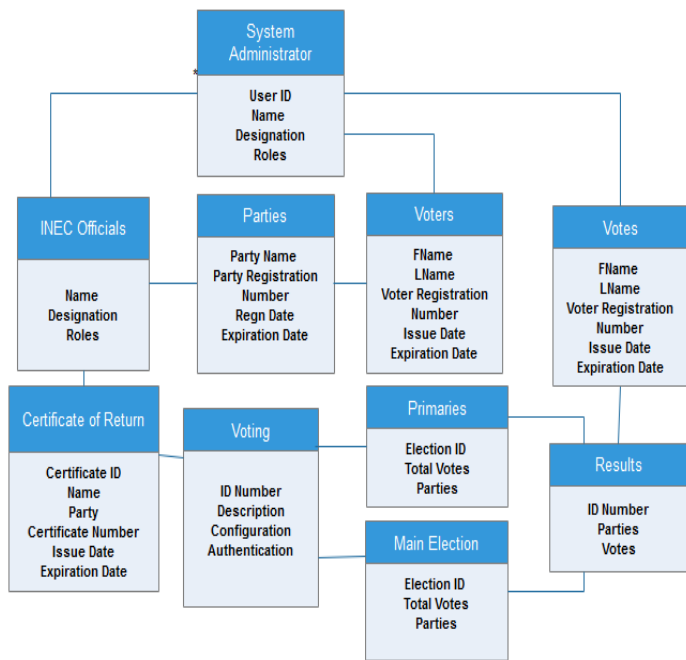 System
Administrator
*
User ID
Name
Designation
Roles
INEC Officials
Name
Designation
Roles
Parties
Party Name
Party Registration
Number
Regn Date
Expiration Date
Voters
FName
LName
Voter Registration
Number
Issue Date
Expiration Date
Votes
FName
LName
Voter Registration
Number
Issue Date
Expiration Date
Certificate of Return
Certificate ID
Name
Party
Certificate Number
Issue Date
Expiration Date
Voting
ID Number
Description
Configuration
Authentication
Primaries
Election ID
Total Votes
Parties
Results
ID Number
Parties
Votes
Main Election
Election ID
Total Votes
Parties